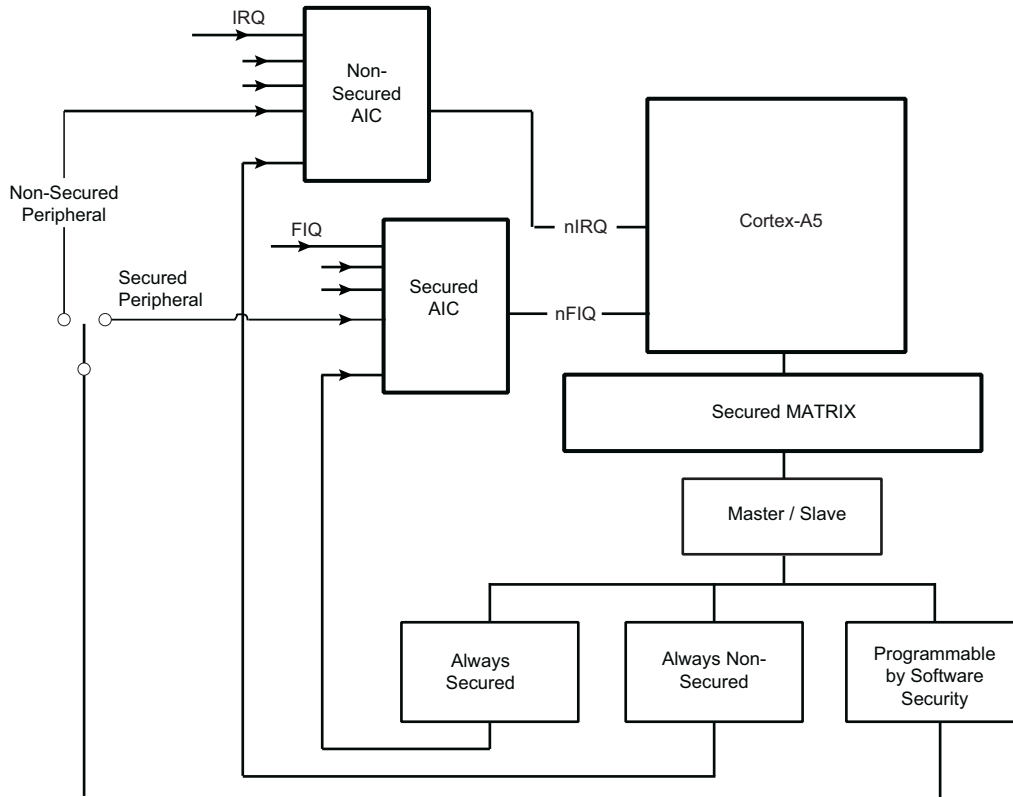 IRQ
Non-
Secured
AIC
Non-Secured
Peripheral
nIRQ
Cortex-A5
FIQ
Secured
Peripheral
Secured
AIC
nFIQ
Secured MATRIX
Master / Slave
Always
Secured
Always Non-
Secured
Programmable
by Software
Security